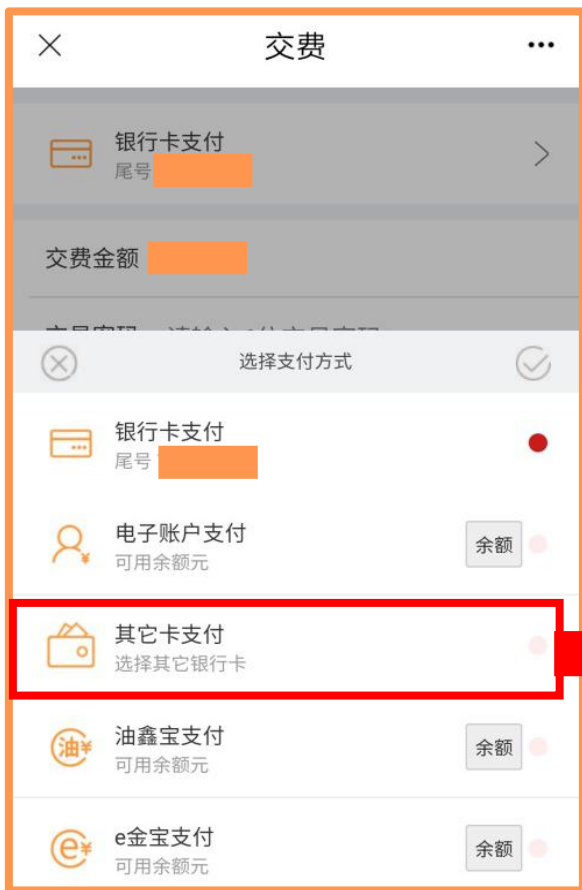 交费
银行卡支付
尾号
交费金额
选择支付方式
银行卡支付
尾号
电子账户支付
可用余额元
余额
其它卡支付
选择其它银行卡
油¥
油鑫宝支付
可用余额元
余额
e¥
e金宝支付
可用余额元
余额